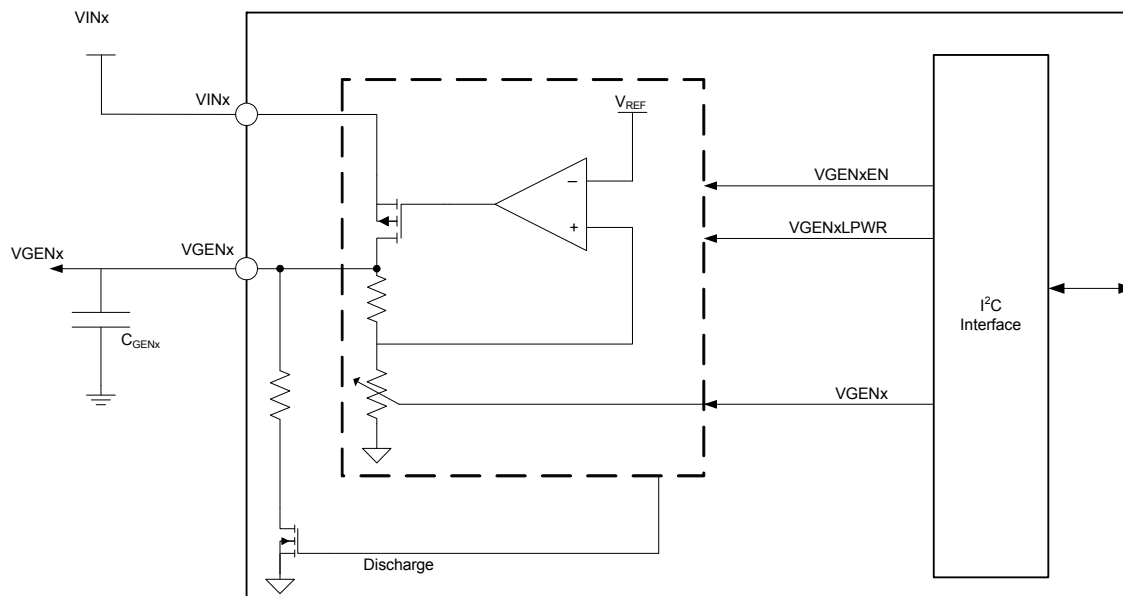 VINx
VINx
VREF
VGENxEN
VGENxLPWR
VGENx
VGENx
CGENx
I²C
Interface
VGENx
Discharge
−
+